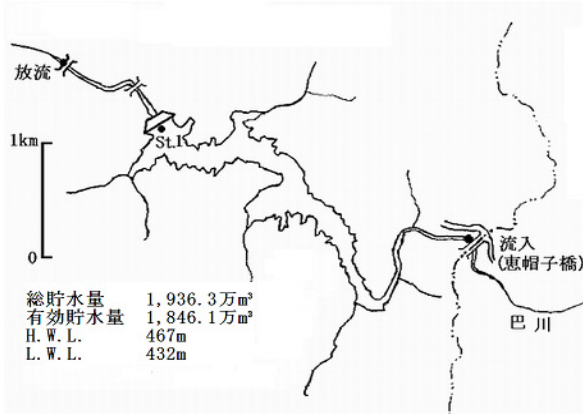 放流
St.1
1km
0
流入
(恵帽子橋)
巴川
総貯水量 1,936.3万m³
有効貯水量 1,846.1万m³
H.W.L. 467m
L.W.L. 432m